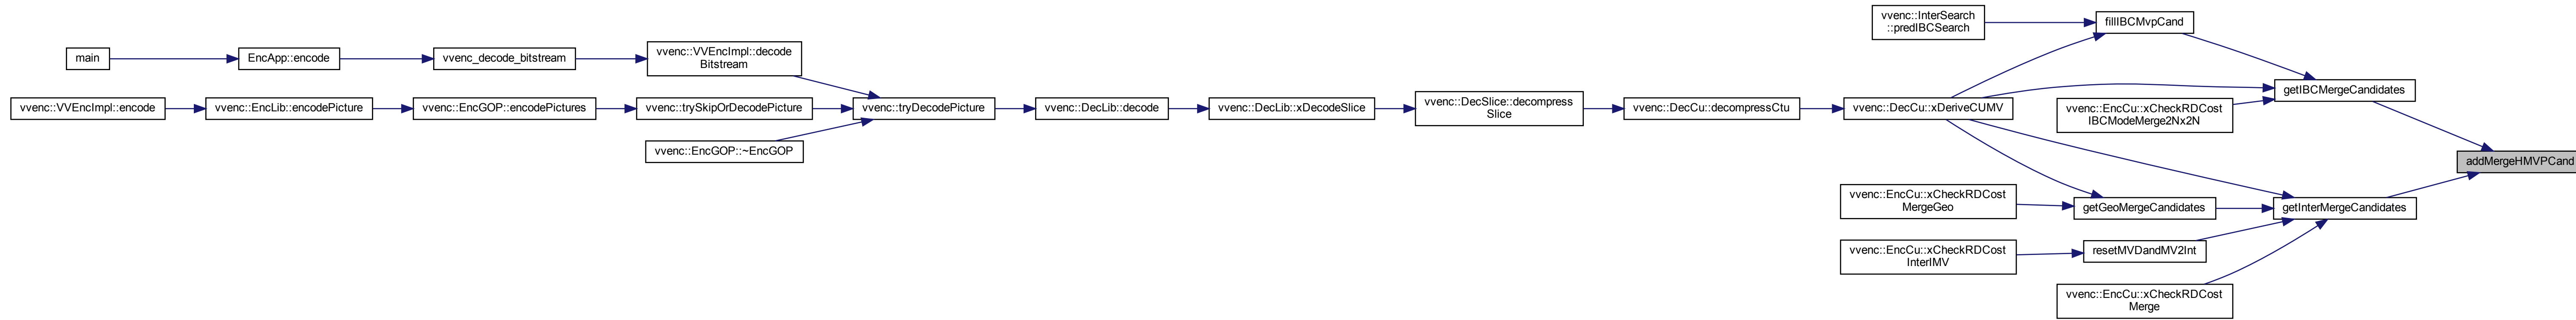 main
EncApp::encode
vvenc_decode_bitstream
vvenc::VVEncImpl::decode
Bitstream
vvenc::VVEncImpl::encode
vvenc::EncLib::encodePicture
vvenc::EncGOP::encodePictures
vvenc::trySkipOrDecodePicture
vvenc::EncGOP::~EncGOP
vvenc::tryDecodePicture
vvenc::DecLib::decode
vvenc::DecLib::xDecodeSlice
vvenc::DecSlice::decompress
Slice
vvenc::DecCu::decompressCtu
vvenc::DecCu::xDeriveCUMV
vvenc::InterSearch
::predIBCSearch
fillIBCMvpCand
vvenc::EncCu::xCheckRDCost
IBCModeMerge2Nx2N
getIBCMergeCandidates
addMergeHMVPCand
vvenc::EncCu::xCheckRDCost
MergeGeo
getGeoMergeCandidates
getInterMergeCandidates
vvenc::EncCu::xCheckRDCost
InterIMV
resetMVDandMV2Int
vvenc::EncCu::xCheckRDCost
Merge